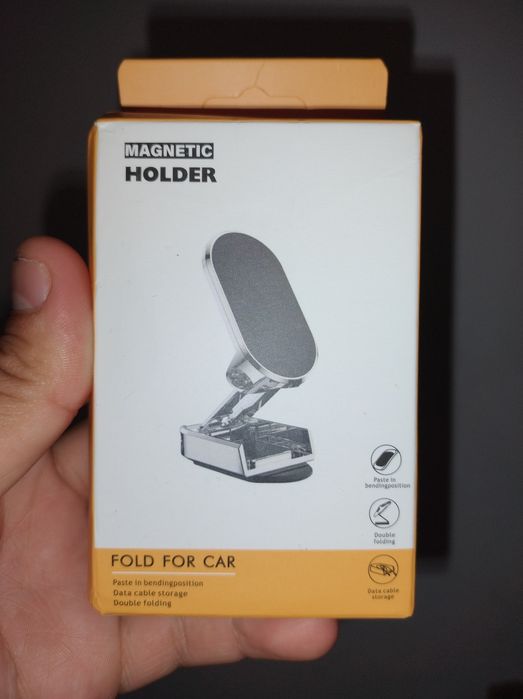 MAGNETIC
HOLDER
Paste in
bendingposition
Double
folding
Data cable
storage
FOLD FOR CAR
Paste in bendingposition
Data cable storage
Double folding